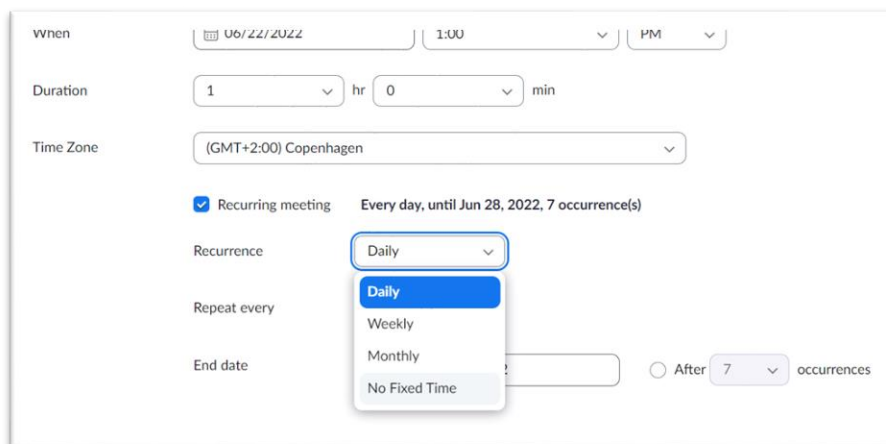 When 06/22/2022 1:00 PM
Duration 1 hr 0 min
Time Zone (GMT+2:00) Copenhagen
Recurring meeting Every day, until Jun 28, 2022, 7 occurrence(s)
Recurrence Daily
Daily
Repeat every
Weekly
Monthly
End date 2 After 7 occurrences
No Fixed Time